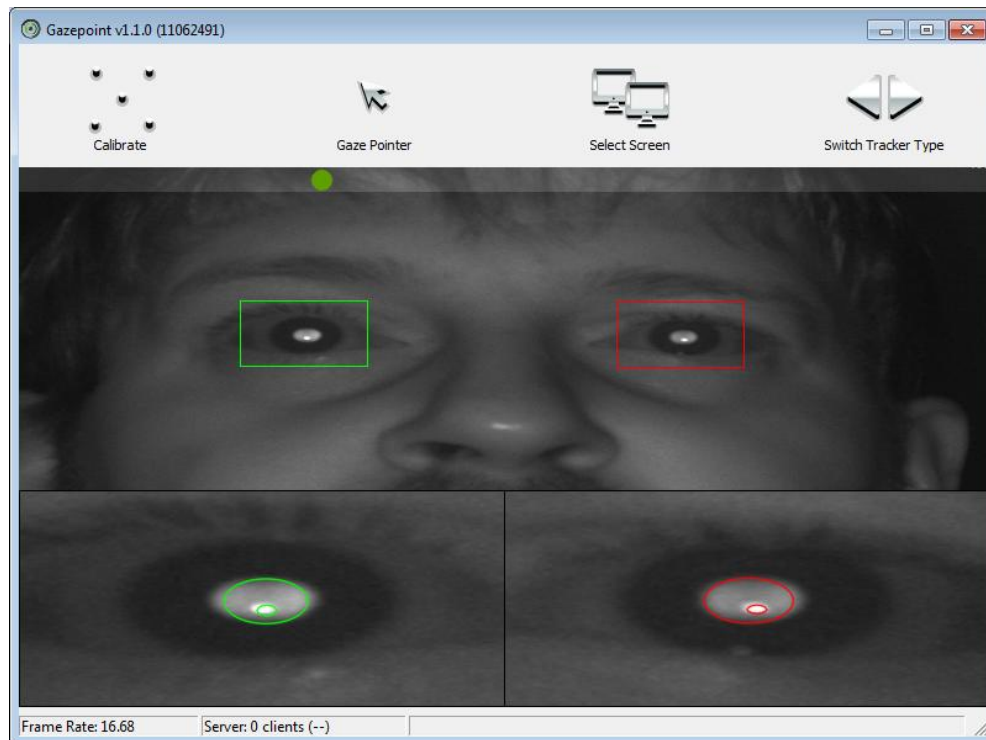 Gazepoint v1.1.0 (11062491)
Calibrate
Gaze Pointer
Select Screen
Switch Tracker Type
Frame Rate: 16.68
Server: 0 clients (--)